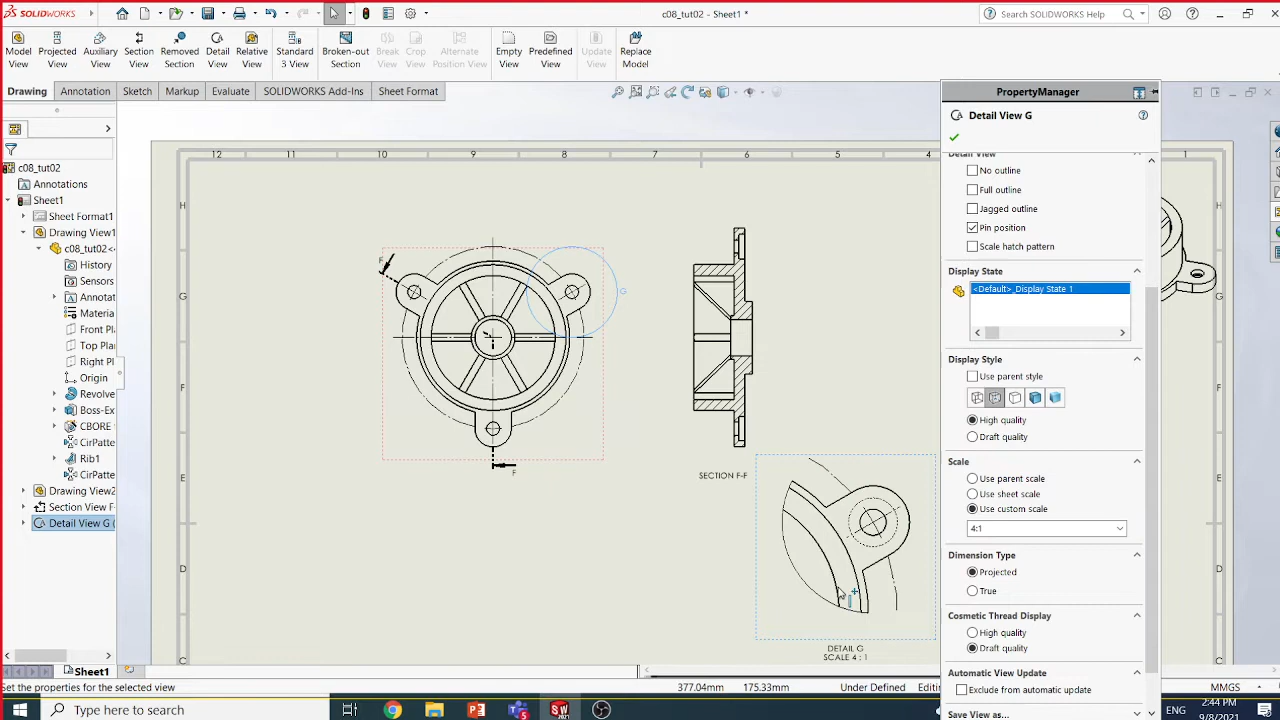 SOLIDWORKS
c08_tut02 - Sheet1 *
Search SOLIDWORKS Help
Model View
Projected View
Auxiliary View
Section View
Removed Section
Detail View
Relative View
Standard 3 View
Broken-out Section
Break View
Crop View
Alternate Position View
Empty View
Predefined View
Update View
Replace Model
Drawing
Annotation
Sketch
Markup
Evaluate
SOLIDWORKS Add-Ins
Sheet Format
c08_tut02
Annotations
Sheet1
Sheet Format1
Drawing View1
c08_tut02<
History
Sensors
Annotat
Materia
Front Pl
Top Pla
Right Pl
Origin
Revolve
Boss-Ex
CBORE
CirPatte
Rib1
CirPatte
Drawing View2
Section View F
Detail View G (
12 11 10 9 8 7 6 5 4 1
H
G
F
E
D
C
H
G
F
E
D
F
F
G
SECTION F-F
DETAIL G
SCALE 4 : 1
PropertyManager
Detail View G
Detail View
No outline
Full outline
Jagged outline
Pin position
Scale hatch pattern
Display State
<Default>_Display State 1
Display Style
Use parent style
High quality
Draft quality
Scale
Use parent scale
Use sheet scale
Use custom scale
4:1
Dimension Type
Projected
True
Cosmetic Thread Display
High quality
Draft quality
Automatic View Update
Exclude from automatic update
Save View as...
Sheet1
Set the properties for the selected view
377.04mm
175.33mm
Under Defined
Editi
MMGS
Type here to search
ENG
2:44 PM
9/8/2021